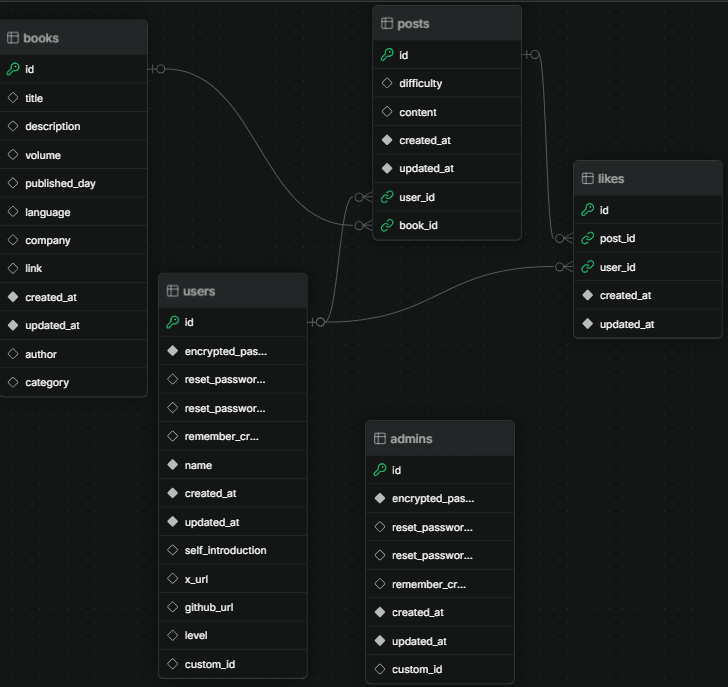 books
id
title
description
volume
published_day
language
company
link
created_at
updated_at
author
category
posts
id
difficulty
content
created_at
updated_at
user_id
book_id
likes
id
post_id
user_id
created_at
updated_at
users
id
encrypted_pas...
reset_passwor...
reset_passwor...
remember_cr...
name
created_at
updated_at
self_introduction
x_url
github_url
level
custom_id
admins
id
encrypted_pas...
reset_passwor...
reset_passwor...
remember_cr...
created_at
updated_at
custom_id